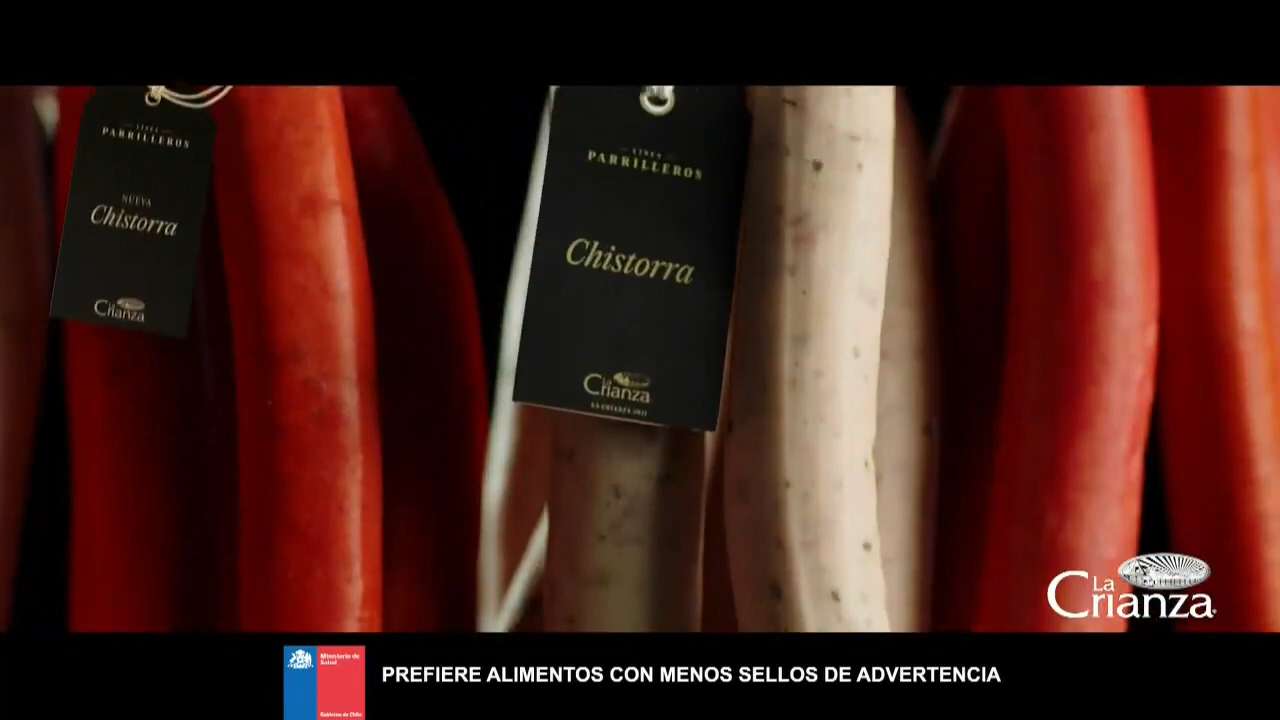 LÍNEA
PARRILLEROS
NUEVA
Chistorra
La
Crianza
LÍNEA
PARRILLEROS
Chistorra
La
Crianza
La
Crianza
Ministerio de
Salud
Gobierno de Chile
PREFIERE ALIMENTOS CON MENOS SELLOS DE ADVERTENCIA